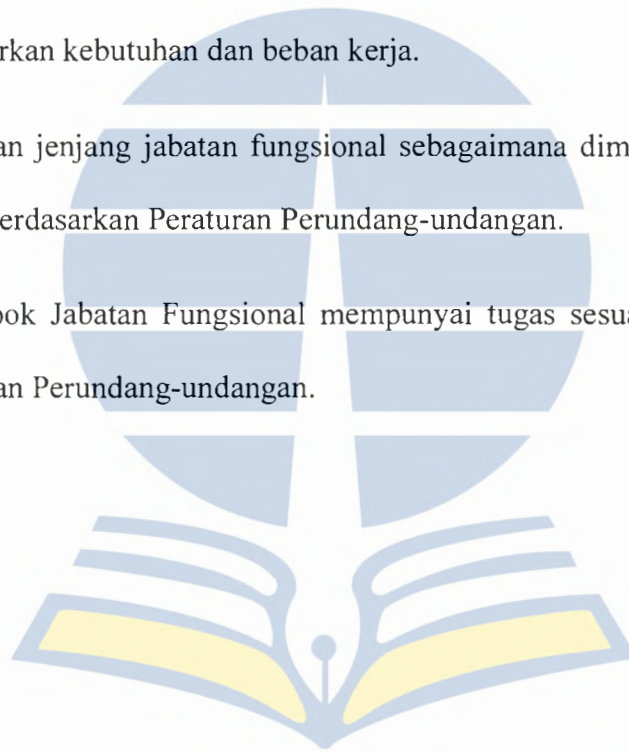 rkan kebutuhan dan beban kerja.
an jenjang jabatan fungsional sebagaimana dim
erdasarkan Peraturan Perundang-undangan.
ok Jabatan Fungsional mempunyai tugas sesua
an Perundang-undangan.